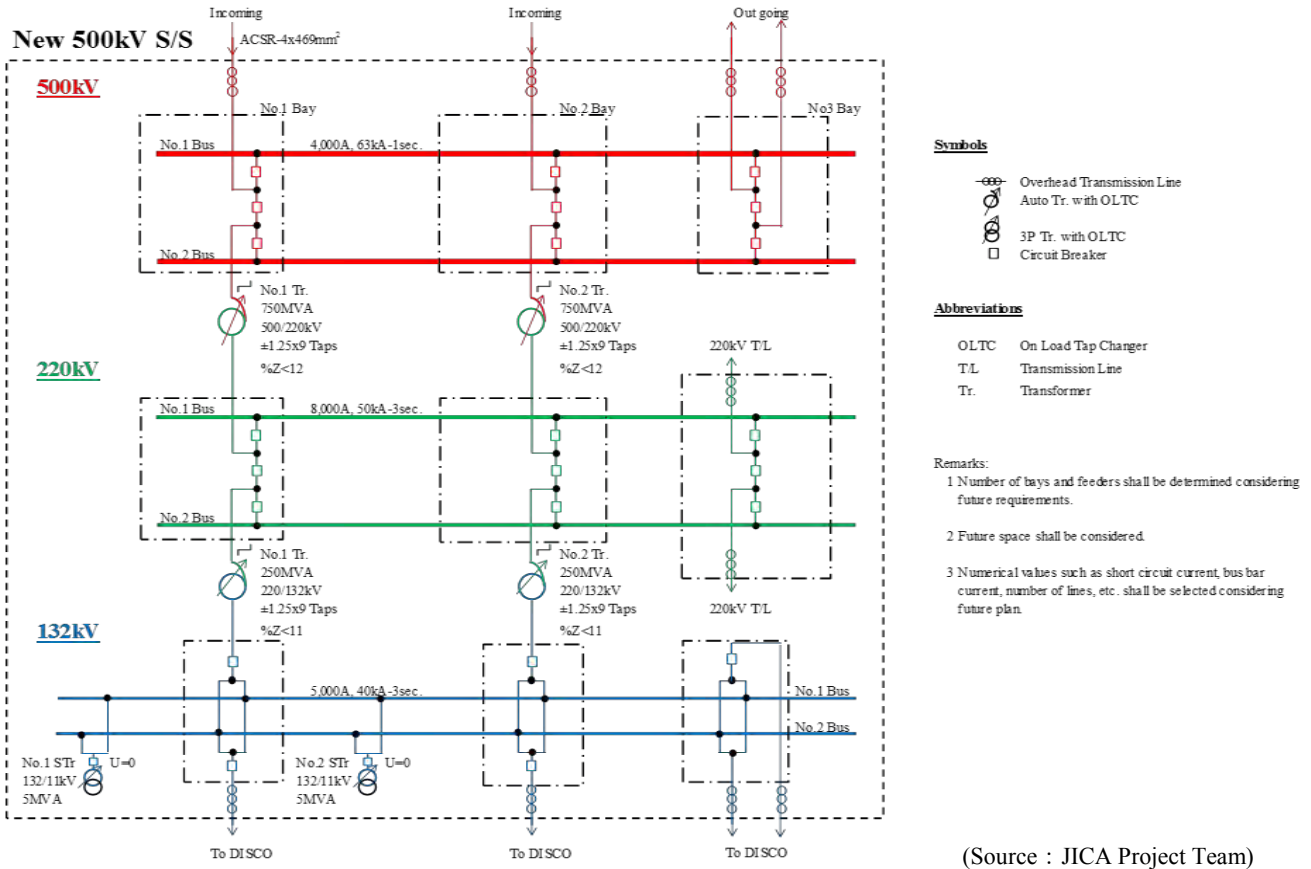 Incoming
Incoming
Out going
New 500kV S/S
ACSR-4x469mm²
500kV
No.1 Bay
No.2 Bay
No3 Bay
No.1 Bus
4,000A, 63kA-1sec.
No.2 Bus
No.1 Tr.
750MVA
500/220kV
±1.25x9 Taps
%Z<12
No.2 Tr.
750MVA
500/220kV
±1.25x9 Taps
%Z<12
220kV T/L
220kV
No.1 Bus
8,000A, 50kA-3sec.
No.2 Bus
No.1 Tr.
250MVA
220/132kV
±1.25x9 Taps
%Z<11
No.2 Tr.
250MVA
220/132kV
±1.25x9 Taps
%Z<11
220kV T/L
132kV
5,000A, 40kA-3sec.
No.1 Bus
No.2 Bus
No.1 STr
132/11kV
5MVA
U=0
No.2 STr
132/11kV
5MVA
U=0
To DISCO
To DISCO
To DISCO
Symbols
Overhead Transmission Line
Auto Tr. with OLTC
3P Tr. with OLTC
Circuit Breaker
Abbreviations
OLTC On Load Tap Changer
T/L Transmission Line
Tr. Transformer
Remarks:
1 Number of bays and feeders shall be determined considering
future requirements.
2 Future space shall be considered.
3 Numerical values such as short circuit current, bus bar
current, number of lines, etc. shall be selected considering
future plan.
(Source : JICA Project Team)